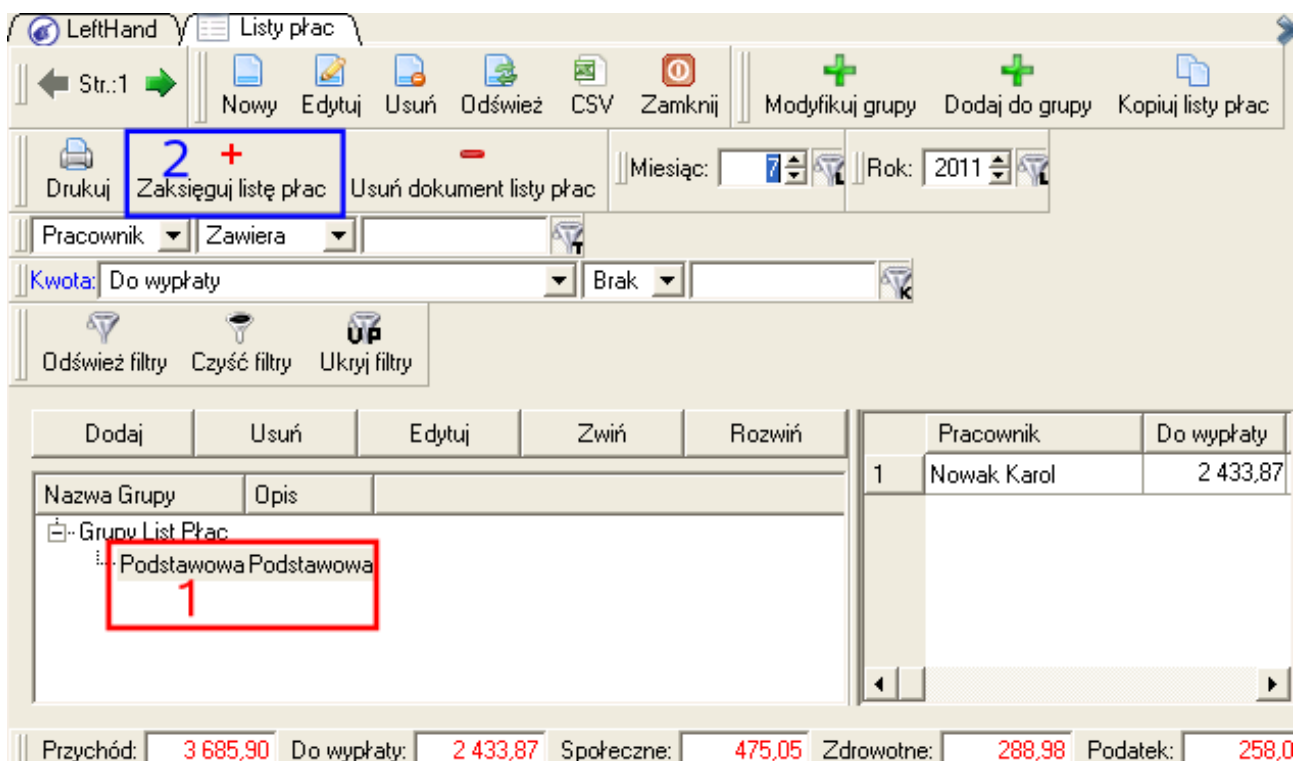 LeftHand Listy płac
Str.:1 Nowy Edytuj Usuń Odśwież CSV Zamknij Modyfikuj grupy Dodaj do grupy Kopiuj listy płac
2
Drukuj Zaksięguj listę płac Usuń dokument listy płac Miesiąc: 7 L Rok: 2011 L
Pracownik Zawiera T
Kwota: Do wypłaty Brak K
UP
Odśwież filtry Czyść filtry Ukryj filtry
Dodaj Usuń Edytuj Zwiń Rozwiń Pracownik Do wypłaty
1 Nowak Karol 2 433,87
Nazwa Grupy Opis
Grupy List Płac
Podstawowa Podstawowa
1
Przychód: 3 685,90 Do wypłaty: 2 433,87 Społeczne: 475,05 Zdrowotne: 288,98 Podatek: 258,0